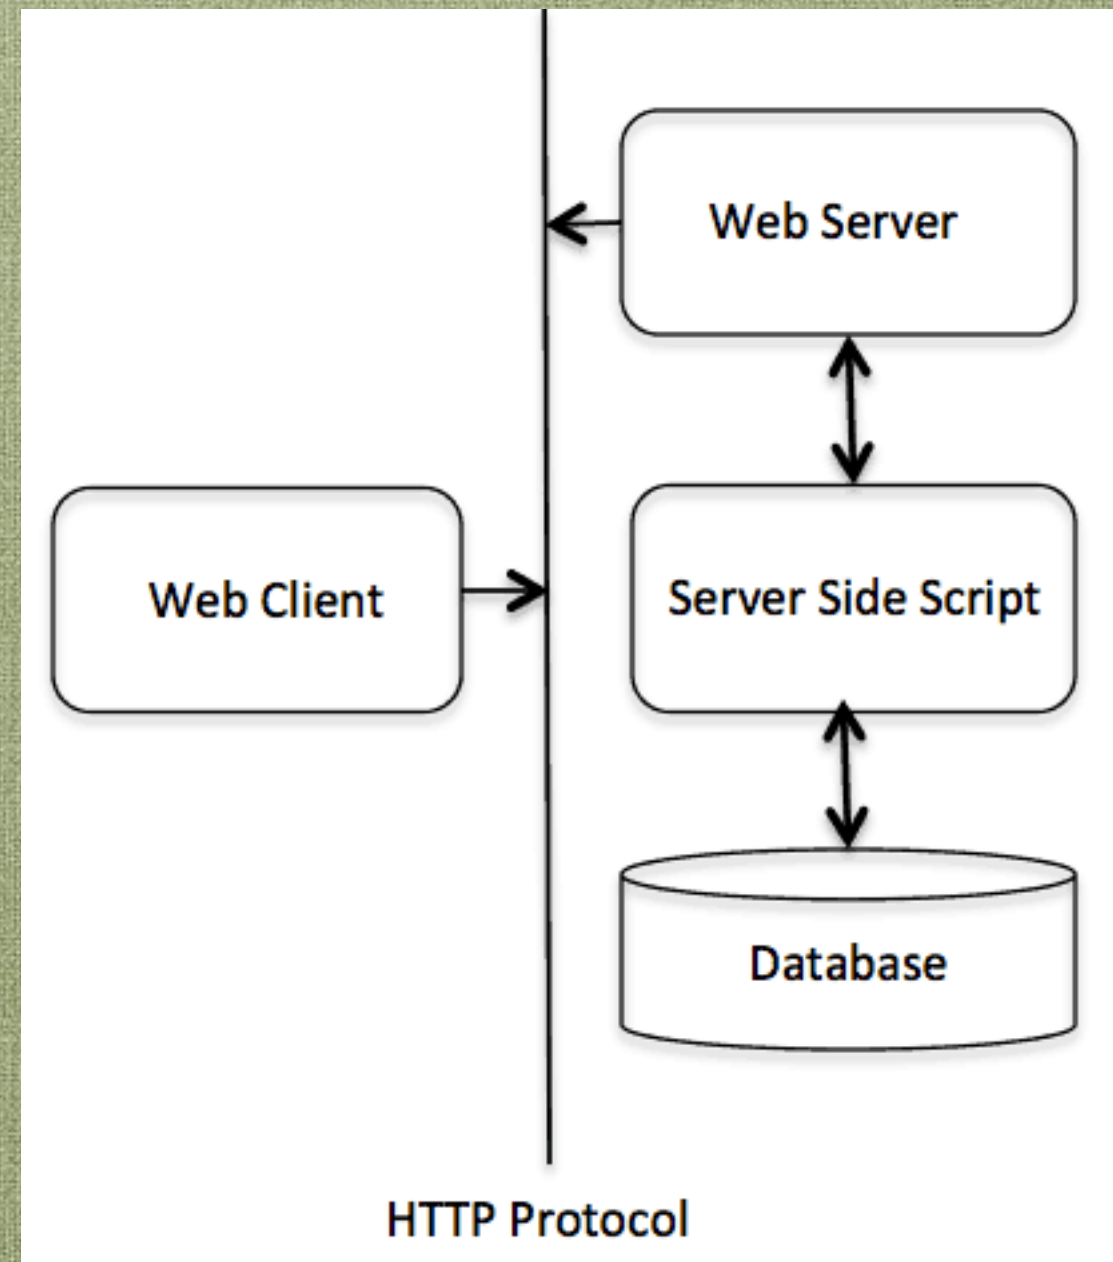 Web Server
Web Client
Server Side Script
Database
HTTP Protocol